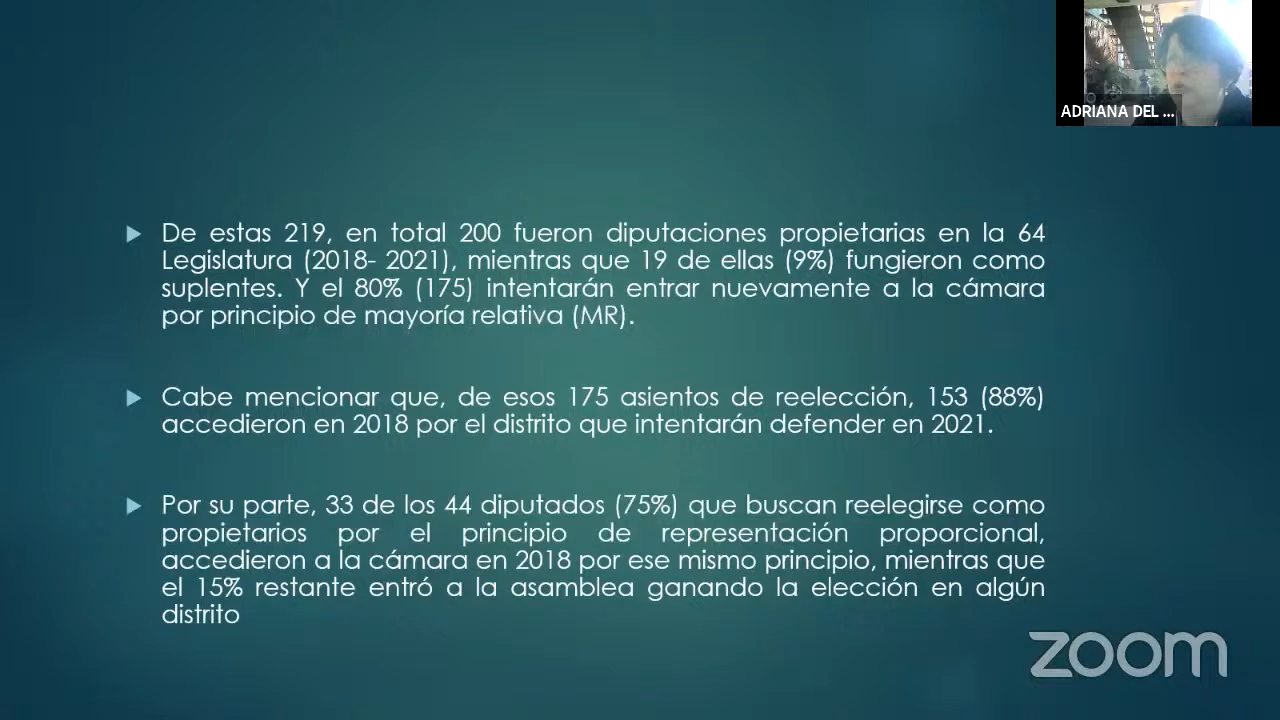 ADRIANA DEL ...
De estas 219, en total 200 fueron diputaciones propietarias en la 64
Legislatura (2018- 2021), mientras que 19 de ellas (9%) fungieron como
suplentes. Y el 80% (175) intentarán entrar nuevamente a la cámara
por principio de mayoría relativa (MR).
Cabe mencionar que, de esos 175 asientos de reelección, 153 (88%)
accedieron en 2018 por el distrito que intentarán defender en 2021.
Por su parte, 33 de los 44 diputados (75%) que buscan reelegirse como
propietarios por el principio de representación proporcional,
accedieron a la cámara en 2018 por ese mismo principio, mientras que
el 15% restante entró a la asamblea ganando la elección en algún
distrito
zoom